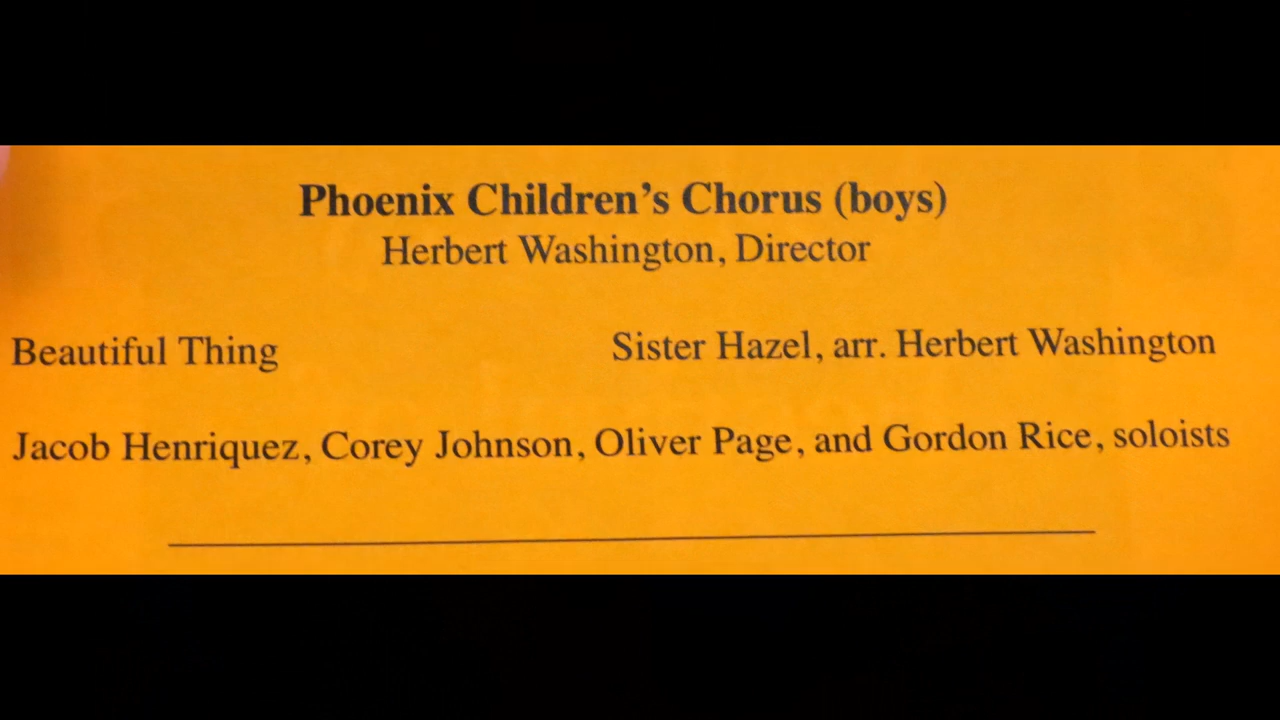 Phoenix Children's Chorus (boys)
Herbert Washington, Director
Beautiful Thing Sister Hazel, arr. Herbert Washington
Jacob Henriquez, Corey Johnson, Oliver Page, and Gordon Rice, soloists